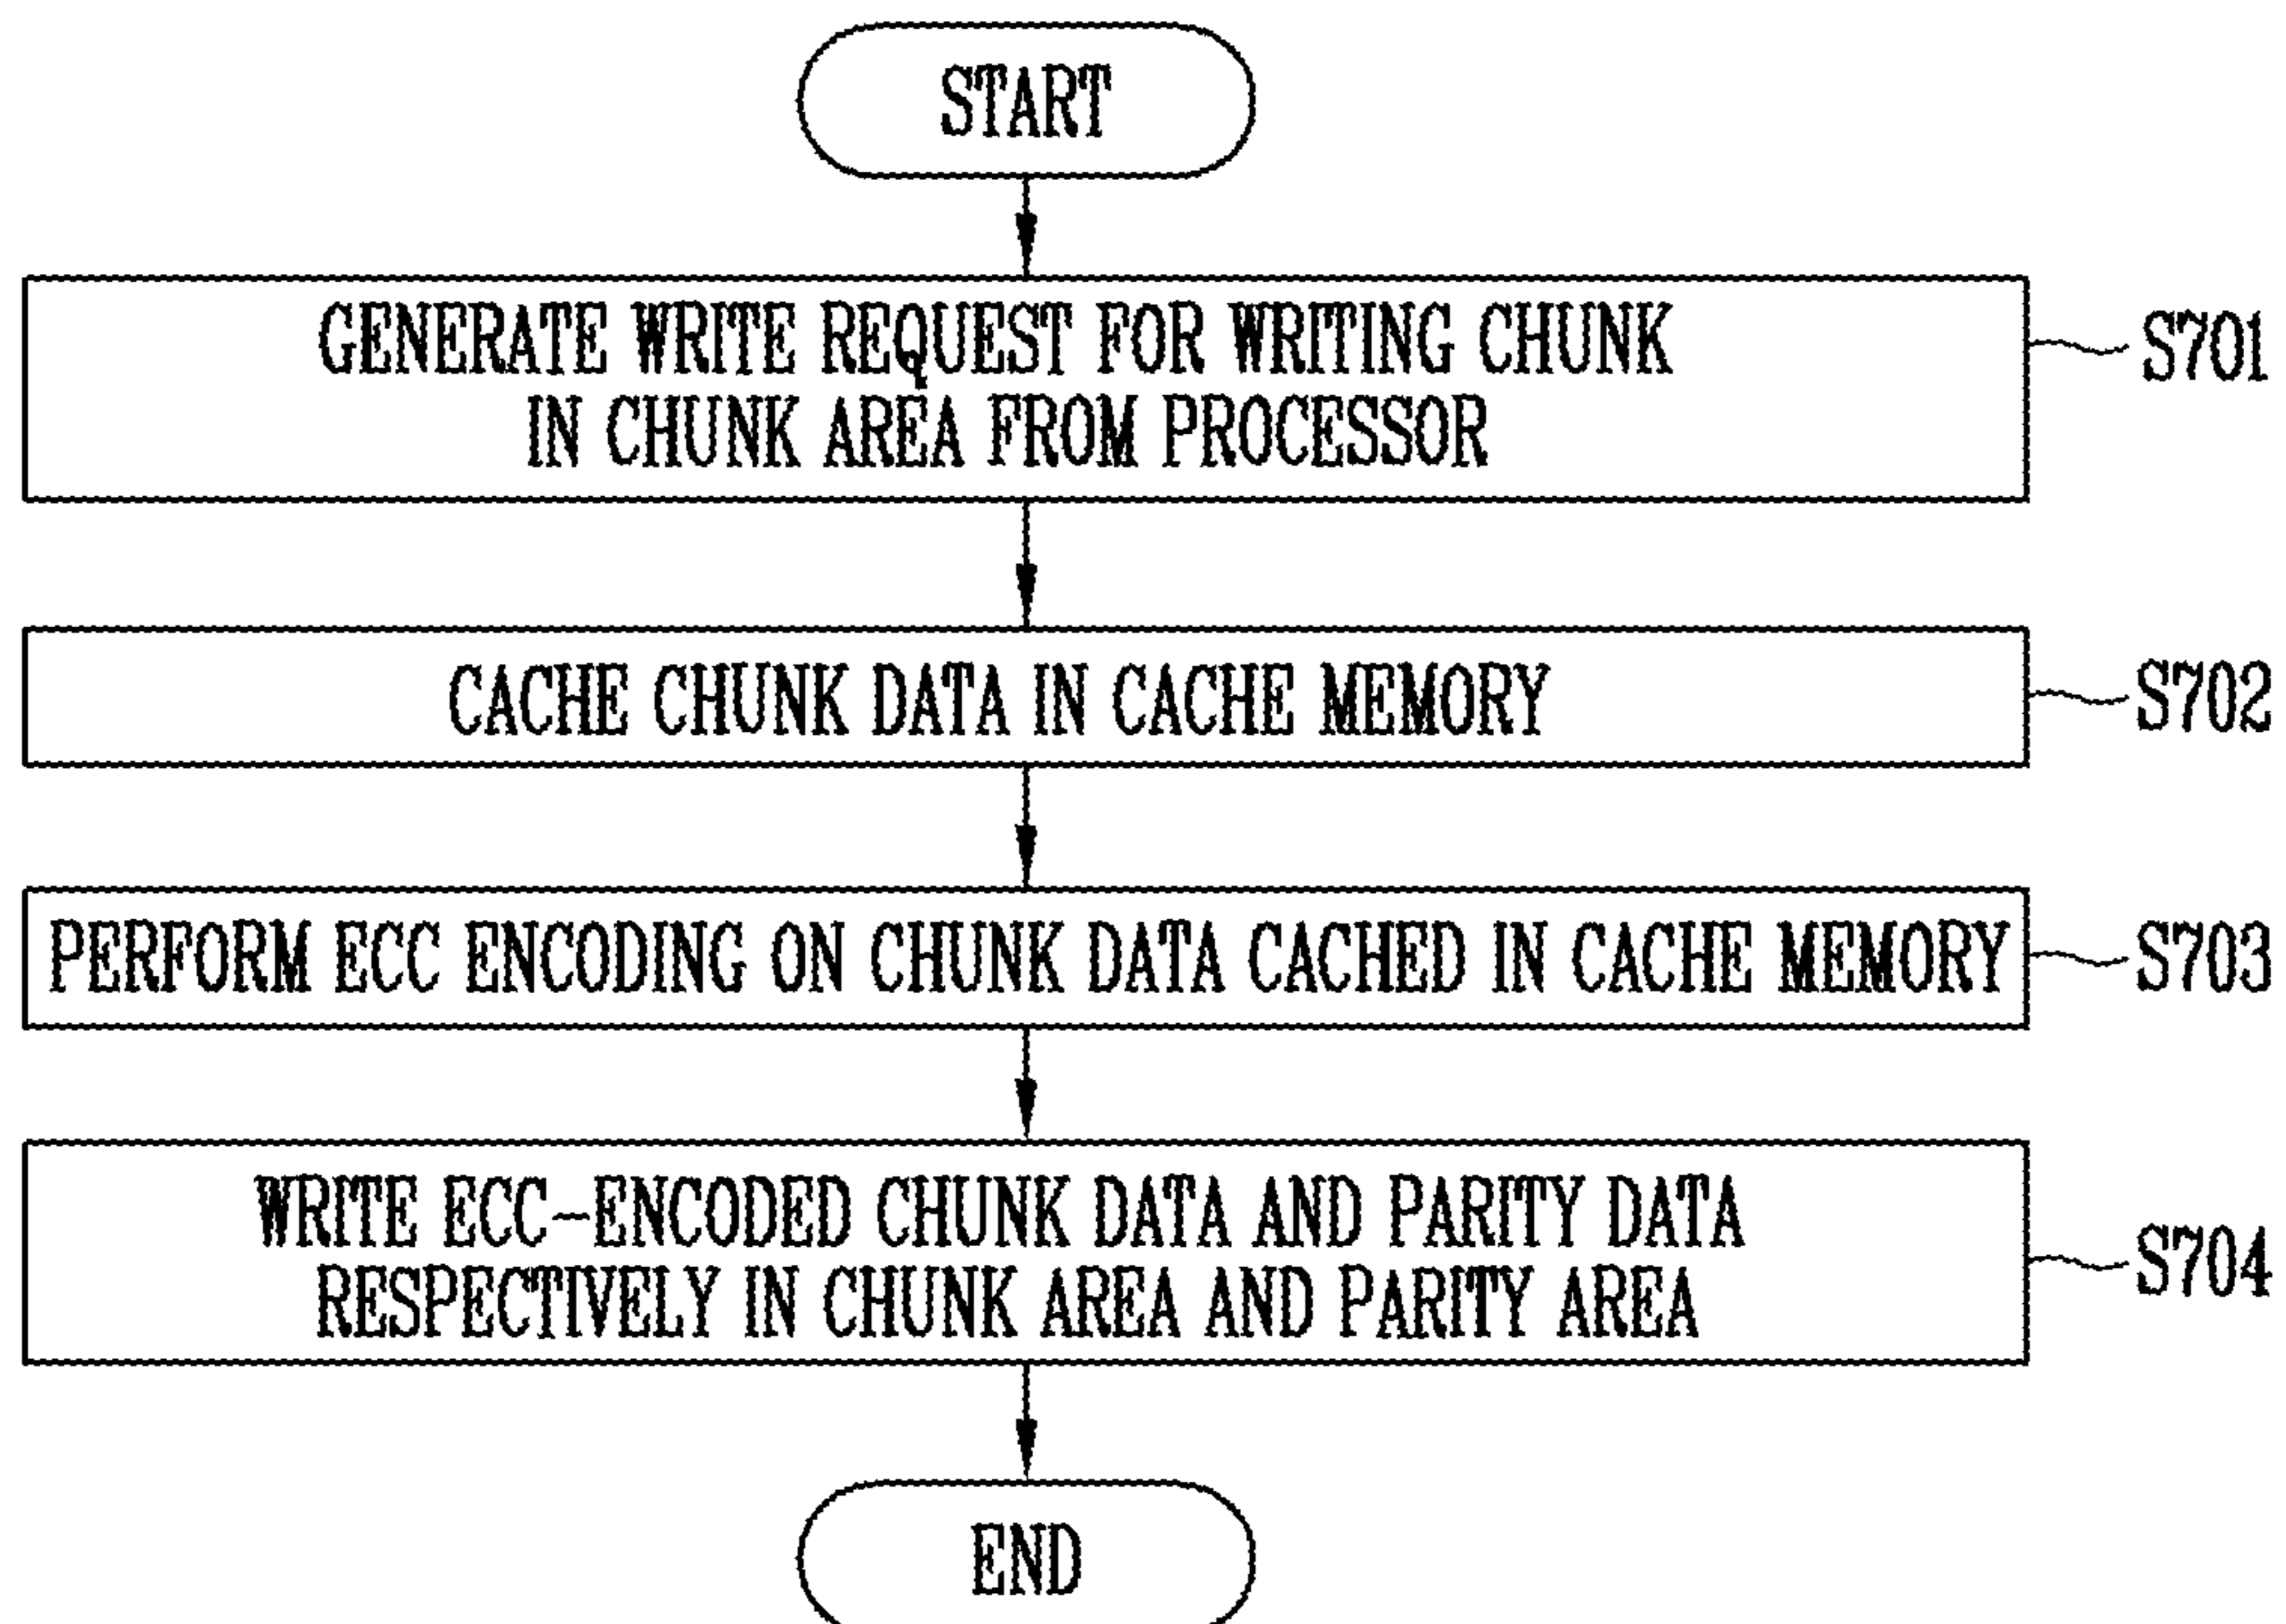 START
GENERATE WRITE REQUEST FOR WRITING CHUNK
IN CHUNK AREA FROM PROCESSOR
S701
CACHE CHUNK DATA IN CACHE MEMORY
S702
PERFORM ECC ENCODING ON CHUNK DATA CACHED IN CACHE MEMORY
S703
WRITE ECC-ENCODED CHUNK DATA AND PARITY DATA
RESPECTIVELY IN CHUNK AREA AND PARITY AREA
S704
END